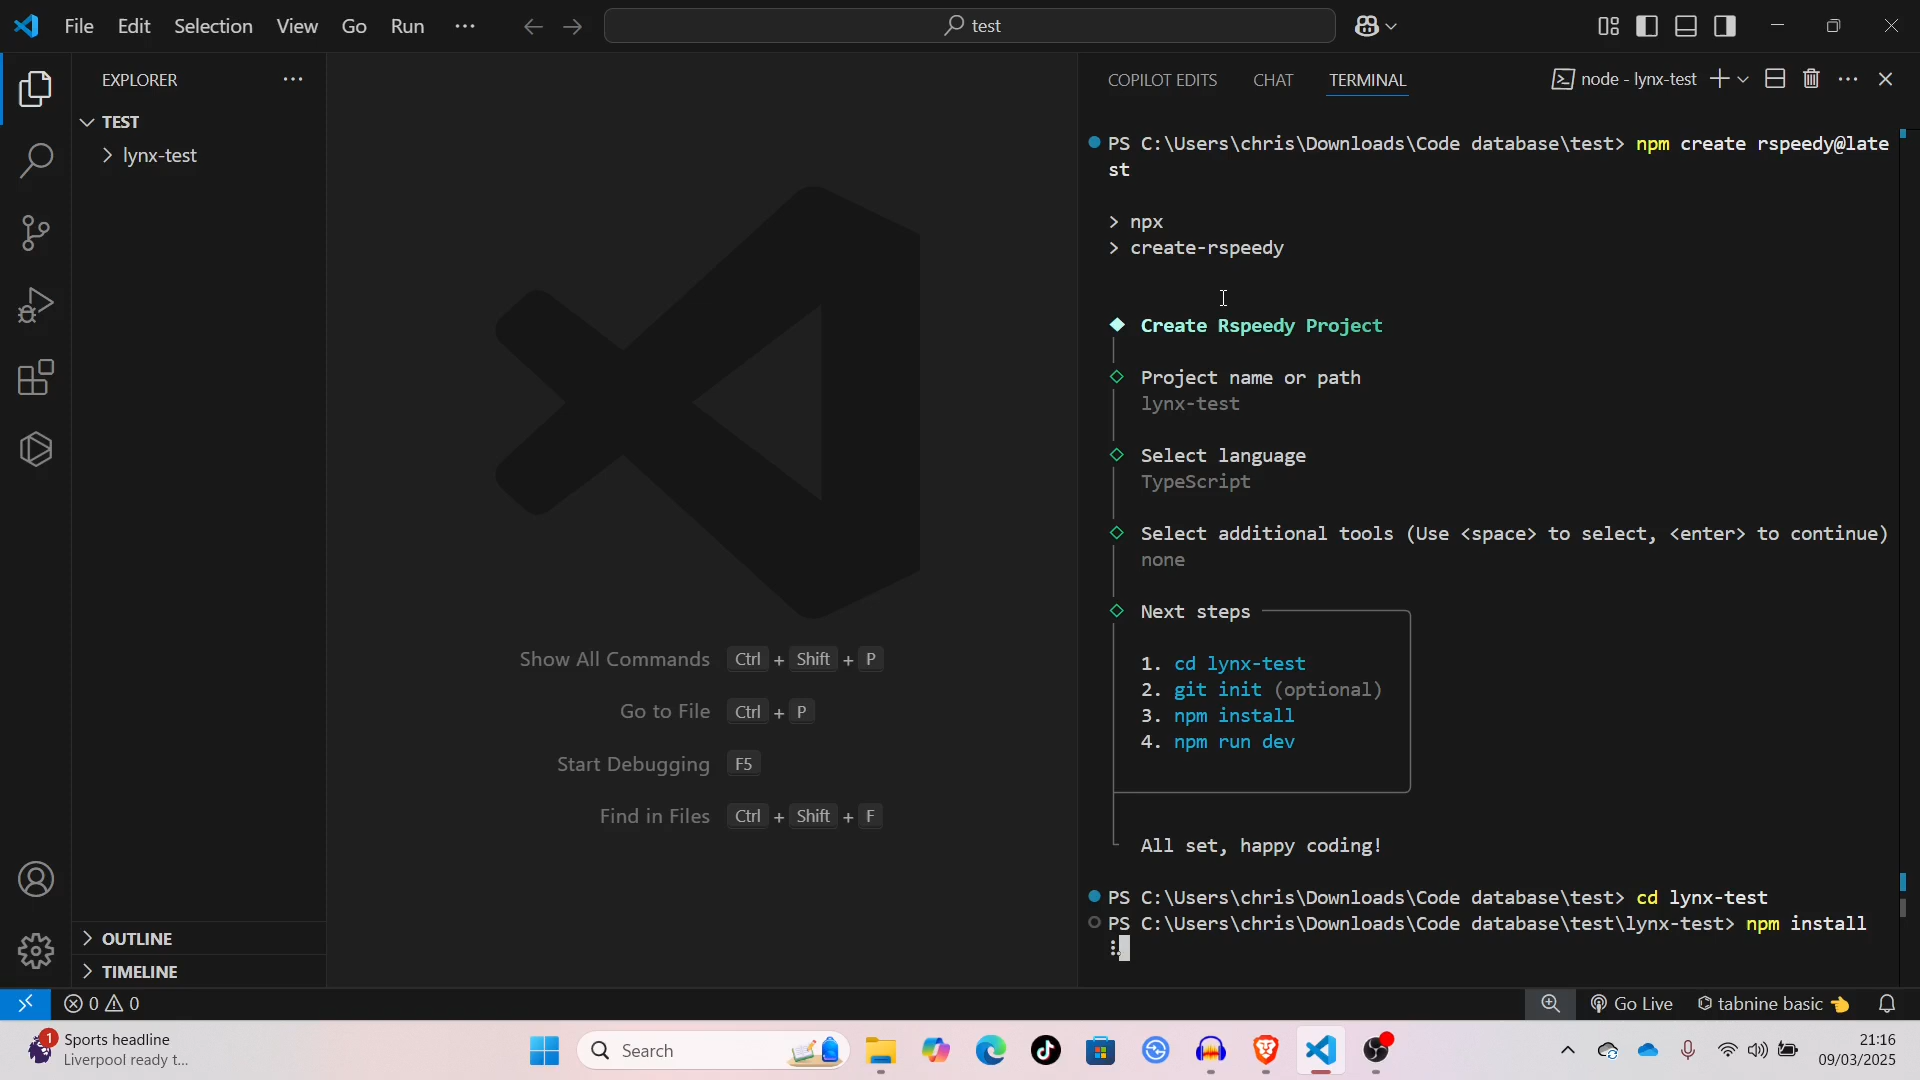 File Edit Selection View Go Run ···
test
EXPLORER
TEST
lynx-test
OUTLINE
TIMELINE
Show All Commands Ctrl + Shift + P
Go to File Ctrl + P
Start Debugging F5
Find in Files Ctrl + Shift + F
COPILOT EDITS CHAT TERMINAL node - lynx-test
PS C:\Users\chris\Downloads\Code database\test> npm create rspeedy@late
st
> npx
> create-rspeedy
Create Rspeedy Project
Project name or path
lynx-test
Select language
TypeScript
Select additional tools (Use <space> to select, <enter> to continue)
none
Next steps
1. cd lynx-test
2. git init (optional)
3. npm install
4. npm run dev
All set, happy coding!
PS C:\Users\chris\Downloads\Code database\test> cd lynx-test
PS C:\Users\chris\Downloads\Code database\test\lynx-test> npm install
0 0 Go Live tabnine basic
1 Sports headline
Liverpool ready t...
Search
21:16
09/03/2025